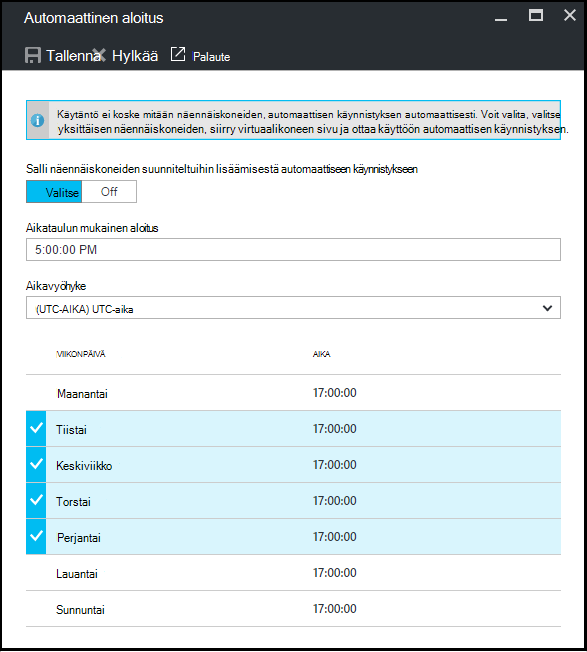 Automaattinen aloitus
Tallenna Hylkää Palaute
Käytäntö ei koske mitään näennäiskoneiden, automaattisen käynnistyksen automaattisesti. Voit valita, valitse
yksittäisen näennäiskoneiden, siirry virtuaalikoneen sivu ja ottaa käyttöön automaattisen käynnistyksen.
Salli näennäiskoneiden suunniteltuihin lisäämisestä automaattiseen käynnistykseen
Valitse Off
Aikataulun mukainen aloitus
5:00:00 PM
Aikavyöhyke
(UTC-AIKA) UTC-aika
VIIKONPÄIVÄ AIKA
Maanantai 17:00:00
Tiistai 17:00:00
Keskiviikko 17:00:00
Torstai 17:00:00
Perjantai 17:00:00
Lauantai 17:00:00
Sunnuntai 17:00:00